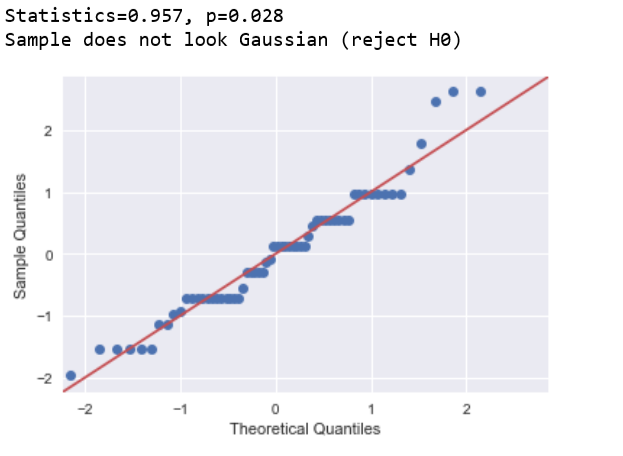 Statistics=0.957, p=0.028
Sample does not look Gaussian (reject H0)
2
1
0
−1
−2
Sample Quantiles
−2 −1 0 1 2
Theoretical Quantiles